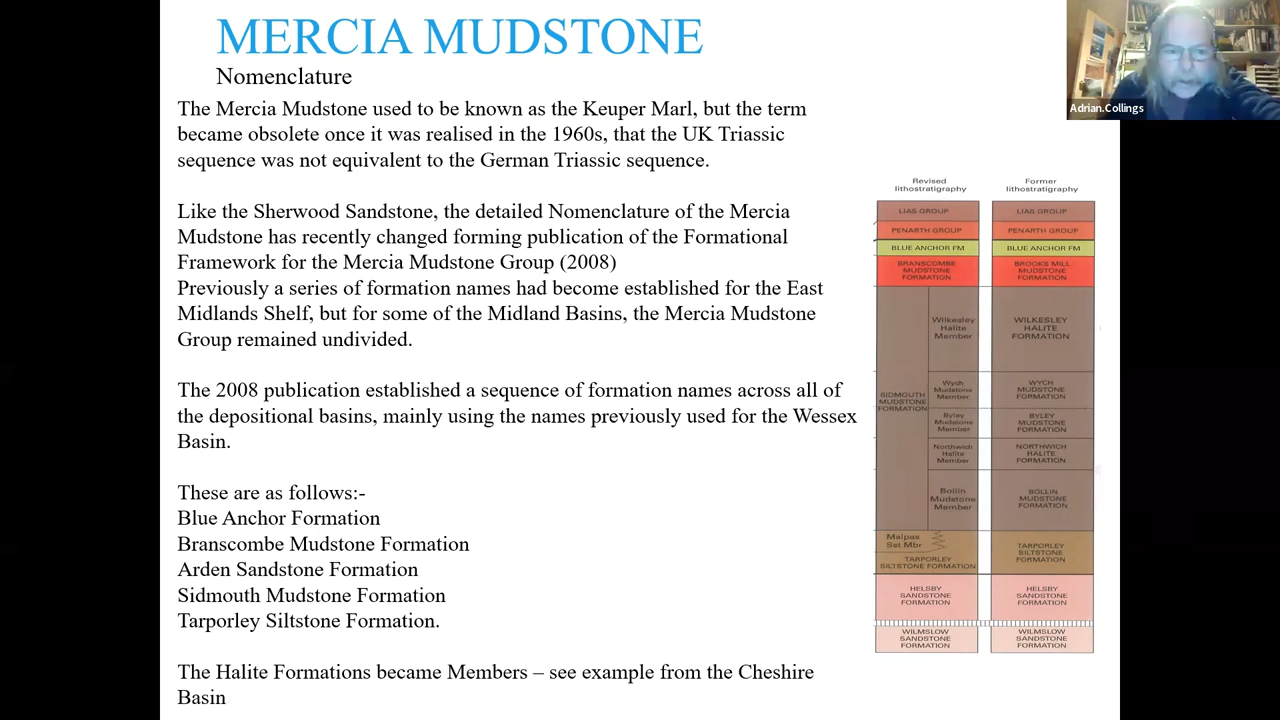 MERCIA MUDSTONE
Nomenclature
The Mercia Mudstone used to be known as the Keuper Marl, but the term
became obsolete once it was realised in the 1960s, that the UK Triassic
sequence was not equivalent to the German Triassic sequence.
Like the Sherwood Sandstone, the detailed Nomenclature of the Mercia
Mudstone has recently changed forming publication of the Formational
Framework for the Mercia Mudstone Group (2008)
Previously a series of formation names had become established for the East
Midlands Shelf, but for some of the Midland Basins, the Mercia Mudstone
Group remained undivided.
The 2008 publication established a sequence of formation names across all of
the depositional basins, mainly using the names previously used for the Wessex
Basin.
These are as follows:-
Blue Anchor Formation
Branscombe Mudstone Formation
Arden Sandstone Formation
Sidmouth Mudstone Formation
Tarporley Siltstone Formation.
The Halite Formations became Members – see example from the Cheshire
Basin
Adrian.Collings
Revised
lithostratigraphy
LIAS GROUP
PENARTH GROUP
BLUE ANCHOR FM
BRANSCOMBE
MUDSTONE
FORMATION
SIDMOUTH
MUDSTONE
FORMATION
Wilkesley
Halite
Member
Wych
Mudstone
Member
Byley
Mudstone
Member
Northwich
Halite
Member
Bollin
Mudstone
Member
Malpas
Sst Mbr
TARPORLEY
SILTSTONE FORMATION
HELSBY
SANDSTONE
FORMATION
WILMSLOW
SANDSTONE
FORMATION
Former
lithostratigraphy
LIAS GROUP
PENARTH GROUP
BLUE ANCHOR FM
BROOKS MILL
MUDSTONE
FORMATION
WILKESLEY
HALITE
FORMATION
WYCH
MUDSTONE
FORMATION
BYLEY
MUDSTONE
FORMATION
NORTHWICH
HALITE
FORMATION
BOLLIN
MUDSTONE
FORMATION
TARPORLEY
SILTSTONE
FORMATION
HELSBY
SANDSTONE
FORMATION
WILMSLOW
SANDSTONE
FORMATION